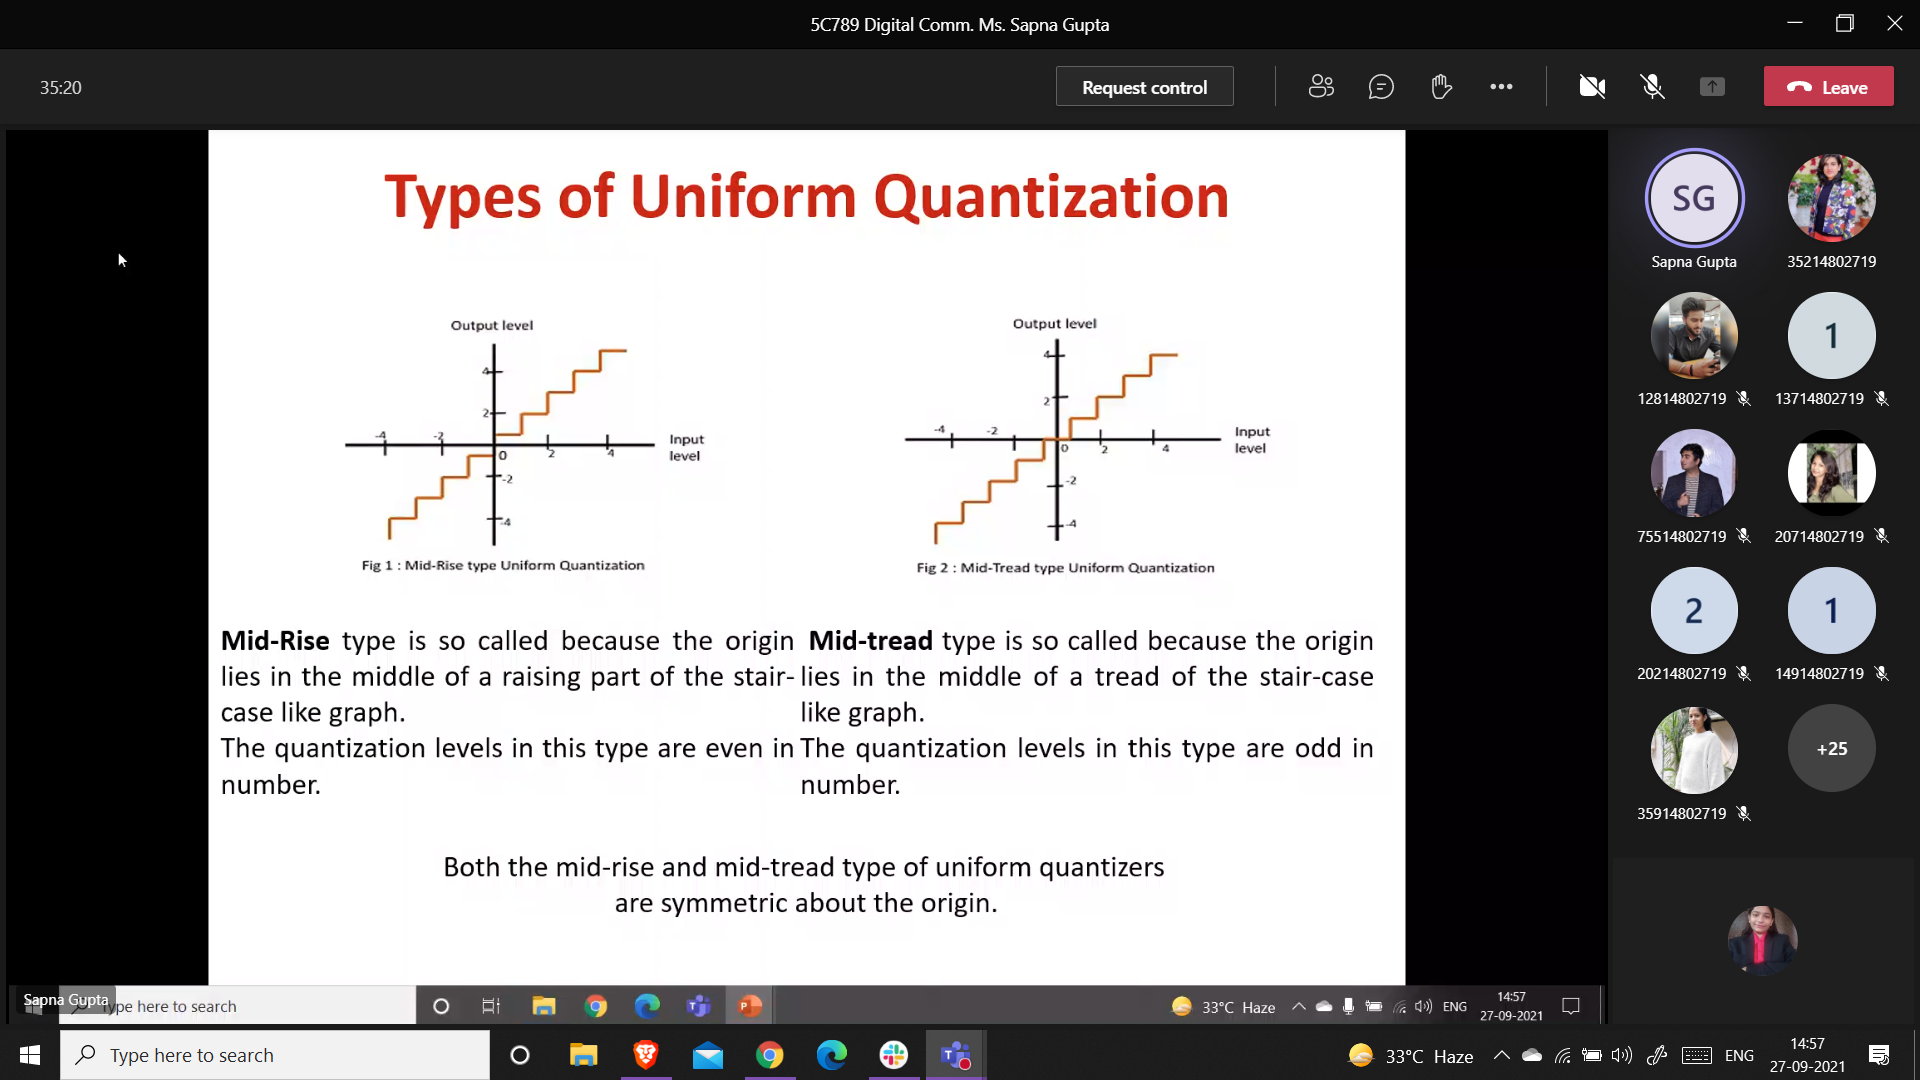 5C789 Digital Comm. Ms. Sapna Gupta
35:20
Request control
Leave
Types of Uniform Quantization
Output level
4
2
-4
-2
0
2
4
Input
level
-2
-4
Fig 1 : Mid-Rise type Uniform Quantization
Output level
4
2
-4
-2
0
2
4
Input
level
-2
-4
Fig 2 : Mid-Tread type Uniform Quantization
Mid-Rise type is so called because the origin
lies in the middle of a raising part of the stair-
case like graph.
The quantization levels in this type are even in
number.
Mid-tread type is so called because the origin
lies in the middle of a tread of the stair-case
like graph.
The quantization levels in this type are odd in
number.
Both the mid-rise and mid-tread type of uniform quantizers
are symmetric about the origin.
SG
Sapna Gupta
35214802719
12814802719
1
13714802719
75514802719
20714802719
2
20214802719
1
14914802719
35914802719
+25
Sapna Gupta
Type here to search
33°C Haze
ENG
14:57
27-09-2021
Type here to search
33°C Haze
ENG
14:57
27-09-2021